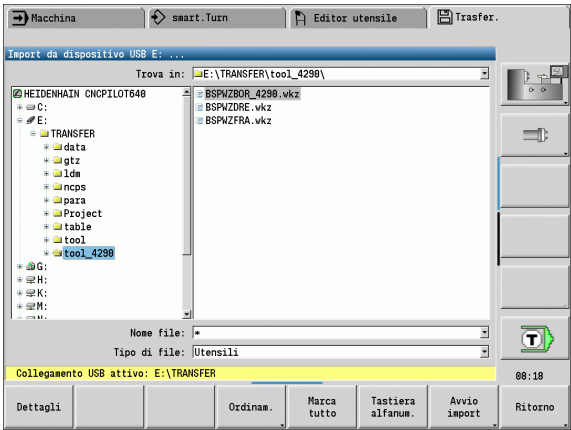 Macchina
smart.Turn
Editor utensile
Trasfer.
Import da dispositivo USB E: ...
Trova in: E:\TRANSFER\tool_4290\
HEIDENHAIN CNCPILOT640
C:
E:
TRANSFER
data
gtz
ldm
ncps
para
Project
table
tool
tool_4290
G:
H:
K:
M:
BSPWZBOR_4290.wkz
BSPWZDRE.wkz
BSPWZFRA.wkz
Nome file: *
Tipo di file: Utensili
Collegamento USB attivo: E:\TRANSFER
T
08:18
Dettagli
Ordinam.
Marca tutto
Tastiera alfanum.
Avvio import
Ritorno